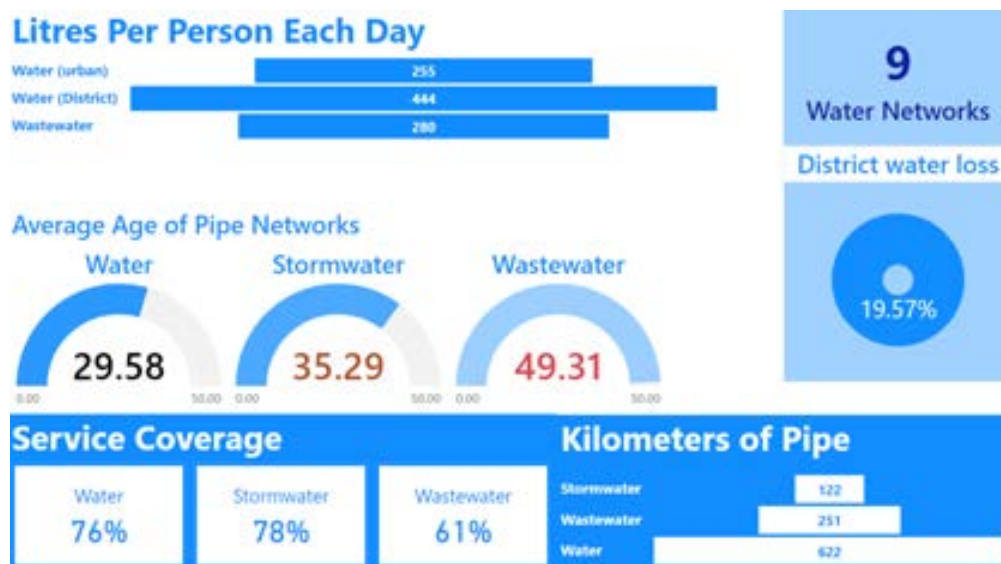 Litres Per Person Each Day
Water (urban) 255
Water (District) 444
Wastewater 280
9
Water Networks
District water loss
19.57%
Average Age of Pipe Networks
Water Stormwater Wastewater
29.58 35.29 49.31
0.00 50.00 0.00 50.00 0.00 50.00
Service Coverage
Water Stormwater Wastewater
76% 78% 61%
Kilometers of Pipe
Stormwater 122
Wastewater 251
Water 622